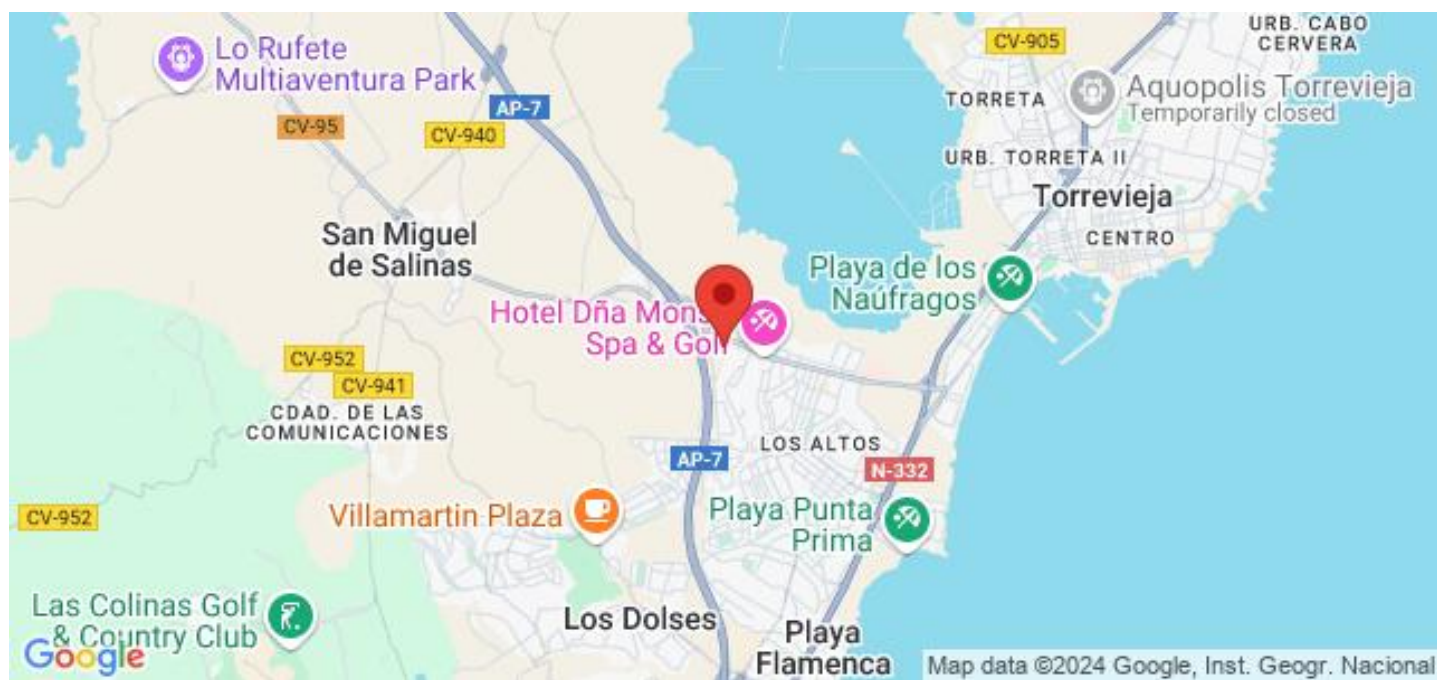 URB. CABO
CERVERA
CV-905
Lo Rufete
Multiaventura Park
Aquopolis Torrevieja
Temporarily closed
TORRETA
AP-7
CV-95
CV-940
URB. TORRETA II
Torrevieja
CENTRO
San Miguel
de Salinas
Playa de los
Naúfragos
Hotel Dña Mons
Spa & Golf
CV-952
CV-941
CDAD. DE LAS
COMUNICACIONES
LOS ALTOS
AP-7
N-332
CV-952
Villamartin Plaza
Playa Punta
Prima
Las Colinas Golf
& Country Club
Los Dolses
Playa
Flamenca
Google
Map data ©2024 Google, Inst. Geogr. Nacional